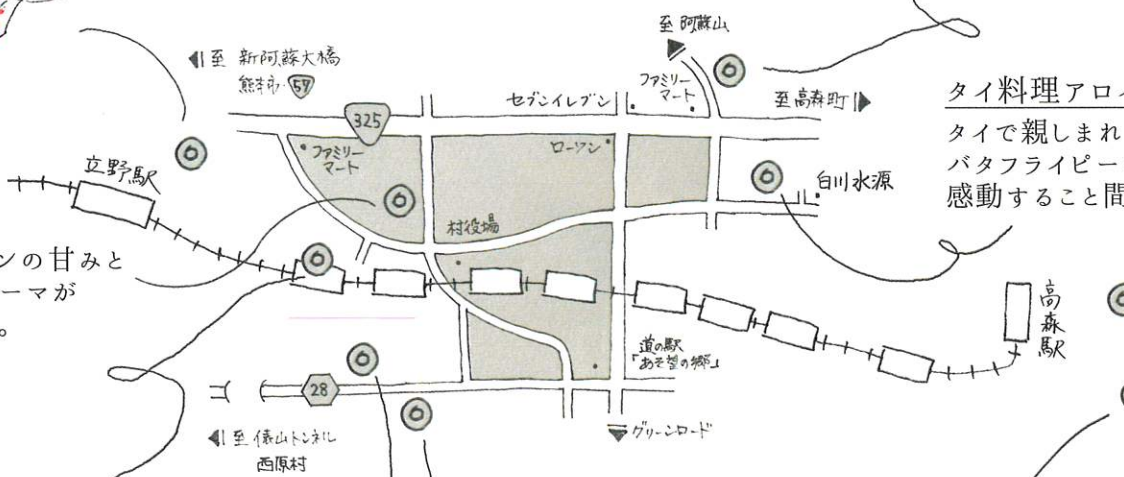 至 阿蘇山
至 新阿蘇大橋
熊本市 57
ファミリー
マート
セブンイレブン
至高森町
325
ファミリー
マート
ローソン
立野駅
白川水源
村役場
タイ料理アロイ
タイで親しまれ
バタフライピー
感動すること間
ンの甘みと
ーマが
。
高森駅
道の駅
「あそ望の郷」
28
至 俵山トンネル
西原村
グリーンロード